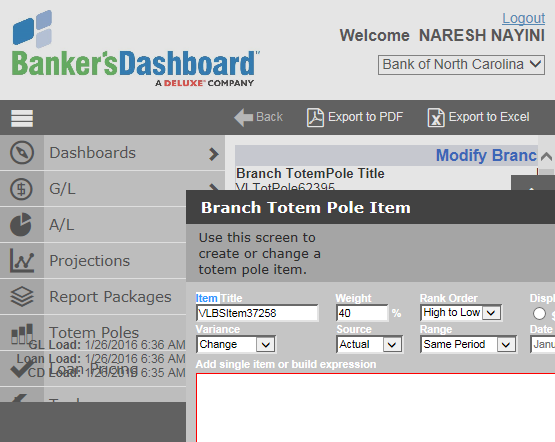 Logout
Welcome NARESH NAYINI
Banker'sDashboard™
A DELUXE® COMPANY
Bank of North Carolina
Back
Export to PDF
Export to Excel
Dashboards
G/L
A/L
Projections
Report Packages
Totem Poles
GL Load: 1/26/2016 6:36 AM
Loan Load: 1/26/2016 6:36 AM
Loan Pricing
CD Load: 1/26/2016 6:35 AM
Modify Branc
Branch TotemPole Title
VLTotPole62395
Branch Totem Pole Item
Use this screen to
create or change a
totem pole item.
Item Title Weight Rank Order Displ
VLBSItem37258 40 % High to Low
Variance Source Range Date
Change Actual Same Period Janu
Add single item or build expression